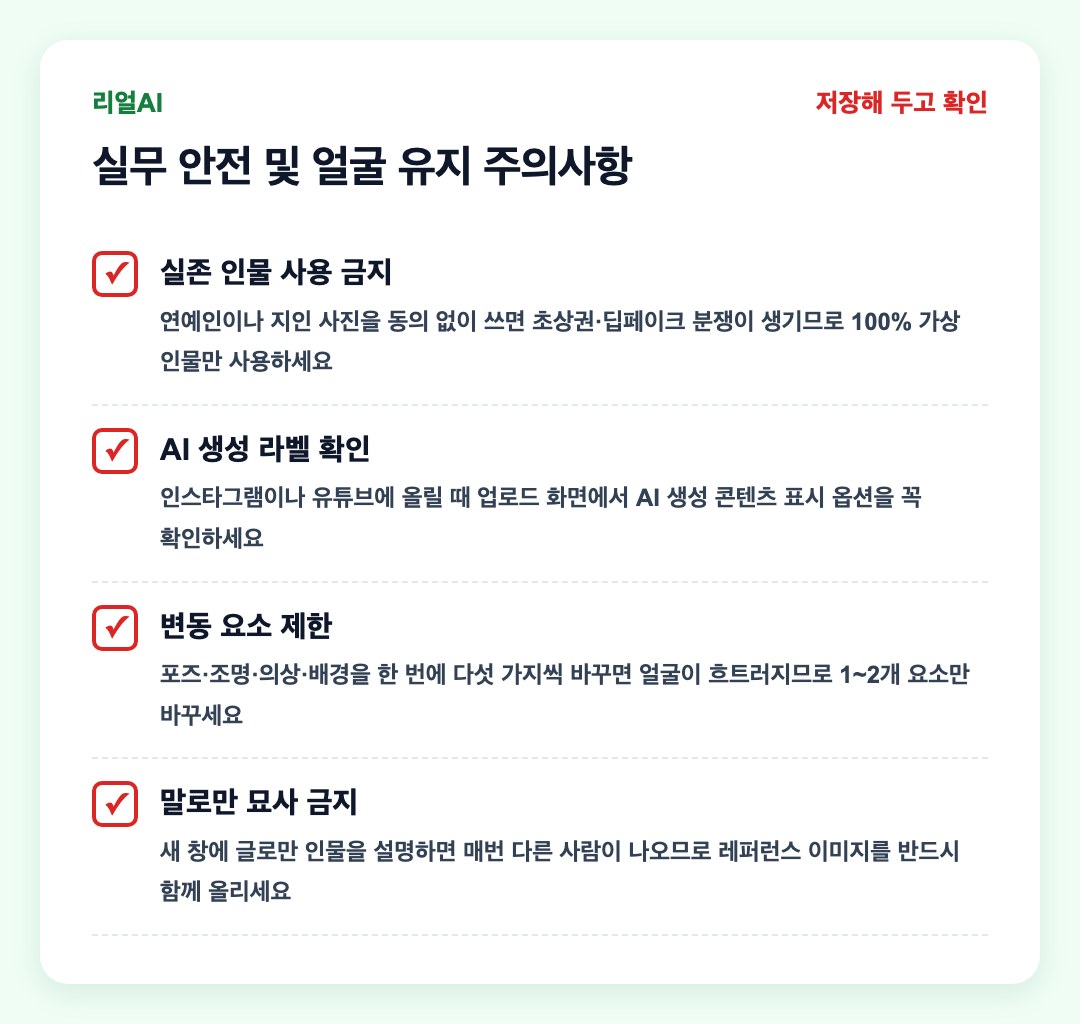 리얼AI
저장해 두고 확인
실무 안전 및 얼굴 유지 주의사항
실존 인물 사용 금지
연예인이나 지인 사진을 동의 없이 쓰면 초상권·딥페이크 분쟁이 생기므로 100% 가상
인물만 사용하세요
AI 생성 라벨 확인
인스타그램이나 유튜브에 올릴 때 업로드 화면에서 AI 생성 콘텐츠 표시 옵션을 꼭
확인하세요
변동 요소 제한
포즈·조명·의상·배경을 한 번에 다섯 가지씩 바꾸면 얼굴이 흐트러지므로 1~2개 요소만
바꾸세요
말로만 묘사 금지
새 창에 글로만 인물을 설명하면 매번 다른 사람이 나오므로 레퍼런스 이미지를 반드시
함께 올리세요